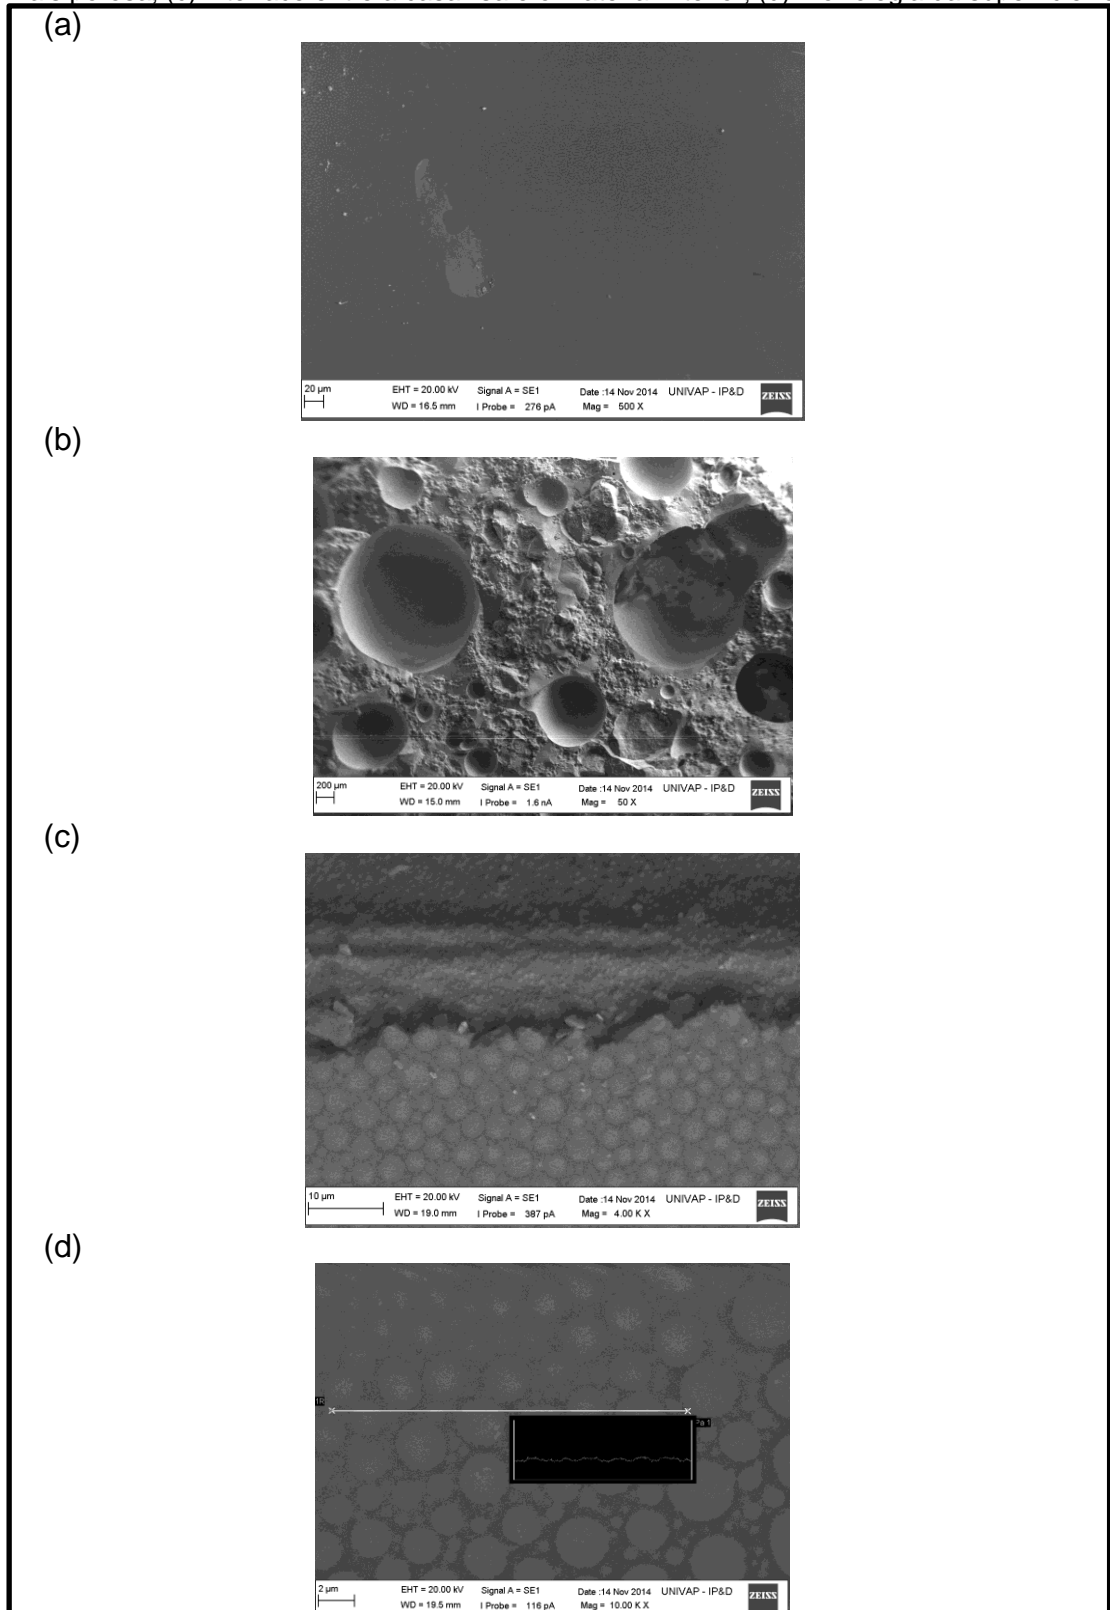 (a)
20 µm EHT = 20.00 kV Signal A = SE1 Date :14 Nov 2014 UNIVAP - IP&D ZEISS
WD = 16.5 mm I Probe = 276 pA Mag = 500 X
(b)
200 µm EHT = 20.00 kV Signal A = SE1 Date :14 Nov 2014 UNIVAP - IP&D ZEISS
WD = 15.0 mm I Probe = 1.6 nA Mag = 50 X
(c)
10 µm EHT = 20.00 kV Signal A = SE1 Date :14 Nov 2014 UNIVAP - IP&D ZEISS
WD = 19.0 mm I Probe = 387 pA Mag = 4.00 K X
(d)
2 µm EHT = 20.00 kV Signal A = SE1 Date :14 Nov 2014 UNIVAP - IP&D ZEISS
WD = 19.5 mm I Probe = 116 pA Mag = 10.00 K X